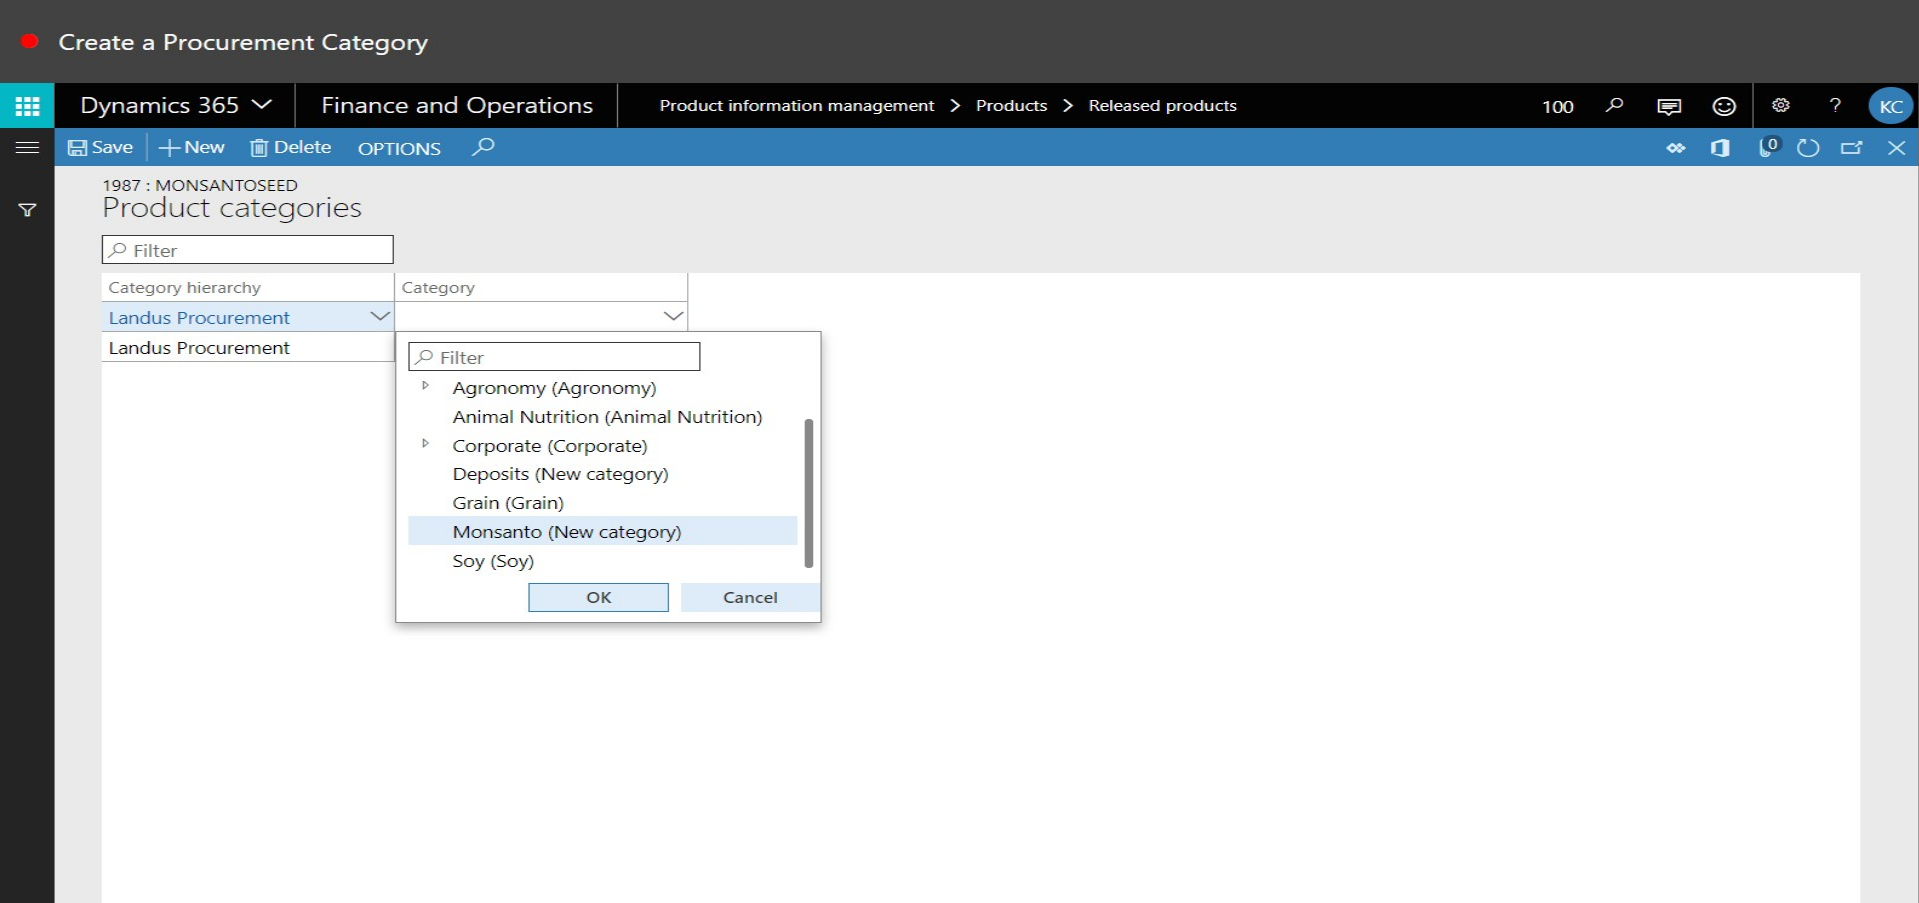 Create a Procurement Category
Dynamics 365 Finance and Operations Product information management > Products > Released products 100 ? KC
Save New Delete OPTIONS 0
1987 : MONSANTOSEED
Product categories
Filter
Category hierarchy Category
Landus Procurement
Landus Procurement
Filter
Agronomy (Agronomy)
Animal Nutrition (Animal Nutrition)
Corporate (Corporate)
Deposits (New category)
Grain (Grain)
Monsanto (New category)
Soy (Soy)
OK Cancel